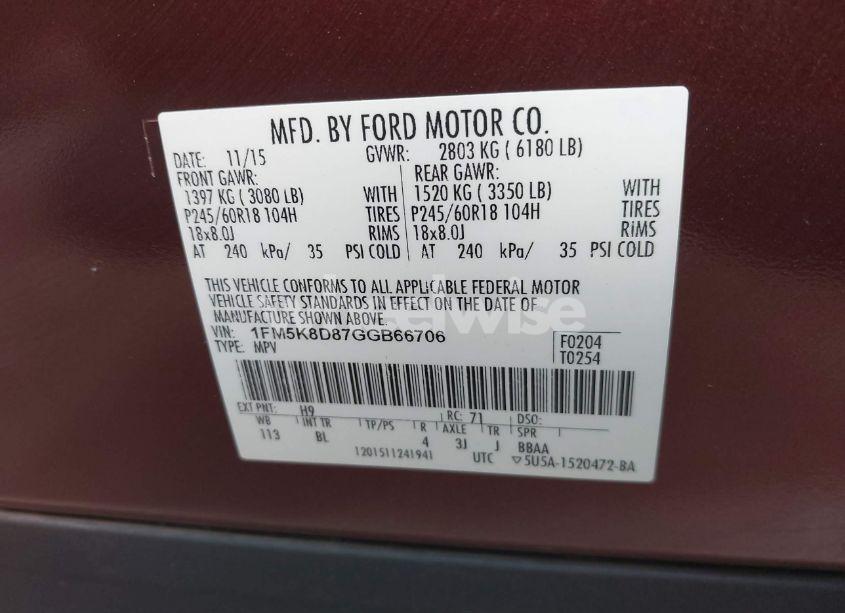 MFD. BY FORD MOTOR CO.
DATE: 11/15 GVWR: 2803 KG ( 6180 LB)
FRONT GAWR: REAR GAWR:
1397 KG ( 3080 LB) WITH 1520 KG ( 3350 LB) WITH
P245/60R18 104H TIRES P245/60R18 104H TIRES
18x8.0J RIMS 18x8.0J RiMS
AT 240 kPa/ 35 PSI COLD AT 240 kPa/ 35 PSI COLD
THIS VEHICLE CONFORMS TO ALL APPLICABLE FEDERAL MOTOR
VEHICLE SAFETY STANDARDS IN EFFECT ON THE DATE OF
MANUFACTURE SHOWN ABOVE.
VIN: 1FM5K8D87GGB66706 F0204
TYPE: MPV T0254
EXT PNT: H9 RC: 71 DSO:
WB INT TR TP/PS R AXLE TR SPR
113 BL 4 3J J BBAA
1201511241941 UTC ▽5U5A-1520472-BA